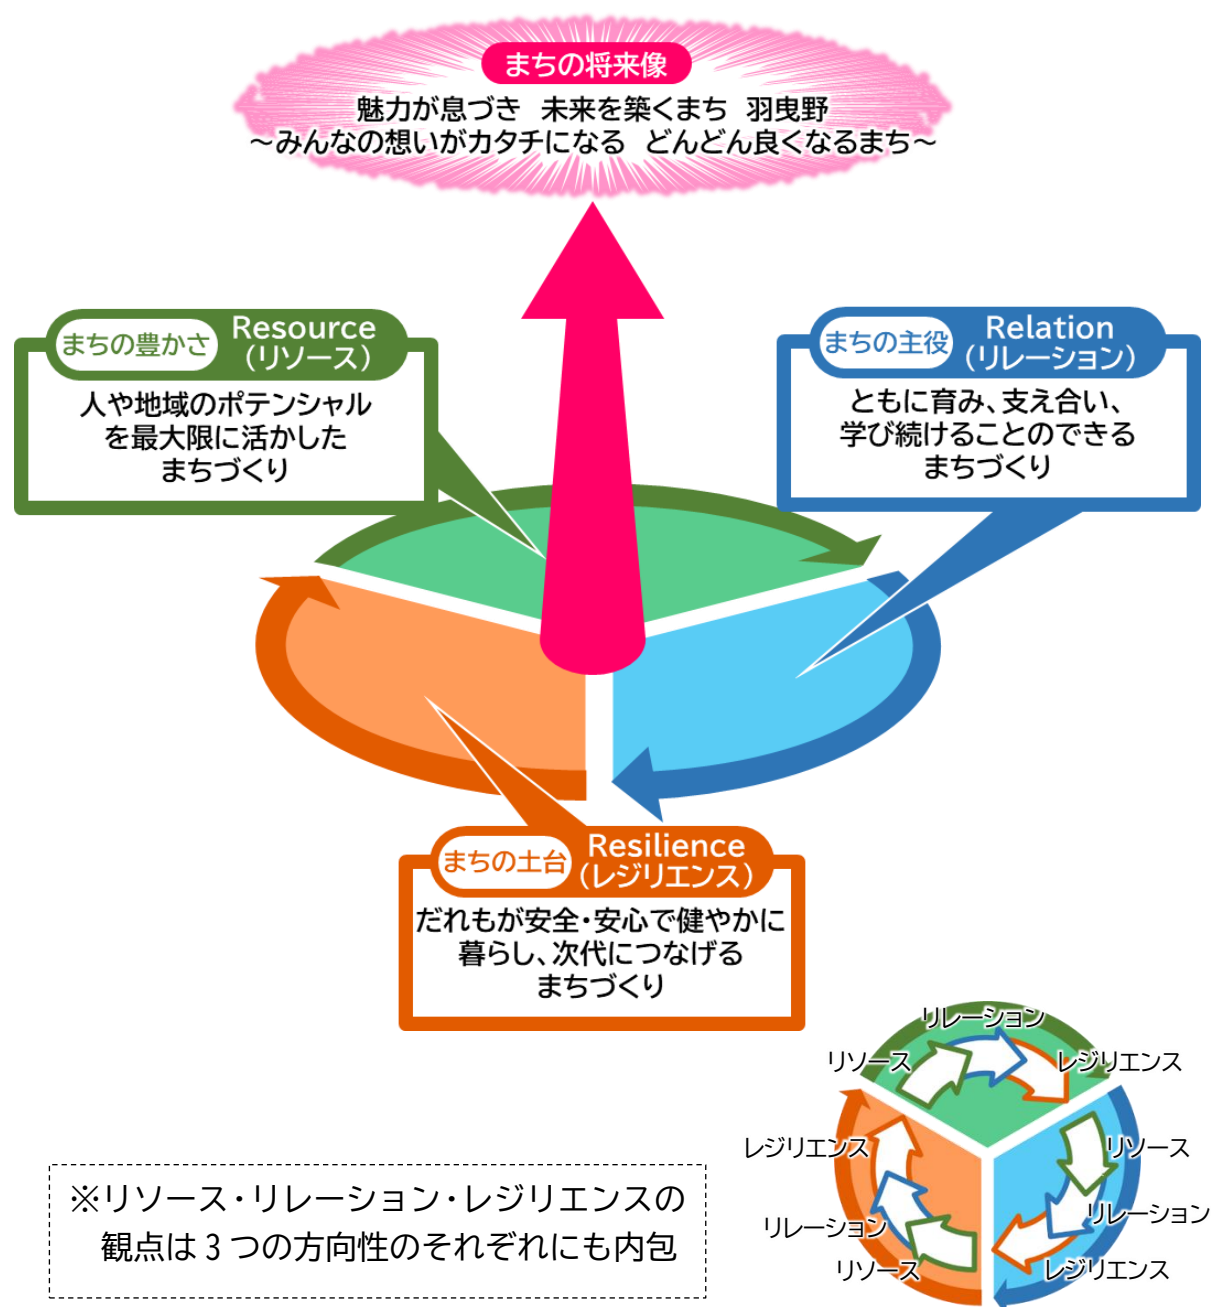 まちの将来像
魅力が息づき 未来を築くまち 羽曳野
～みんなの想いがカタチになる どんどん良くなるまち～
まちの豊かさ
Resource
（リソース）
人や地域のポテンシャル
を最大限に活かした
まちづくり
まちの主役
Relation
（リレーション）
ともに育み、支え合い、
学び続けることのできる
まちづくり
まちの土台
Resilience
（レジリエンス）
だれもが安全・安心で健やかに
暮らし、次代につなげる
まちづくり
リレーション
リソース
レジリエンス
レジリエンス
リソース
リレーション
リレーション
リソース
レジリエンス
※リソース・リレーション・レジリエンスの
観点は３つの方向性のそれぞれにも内包